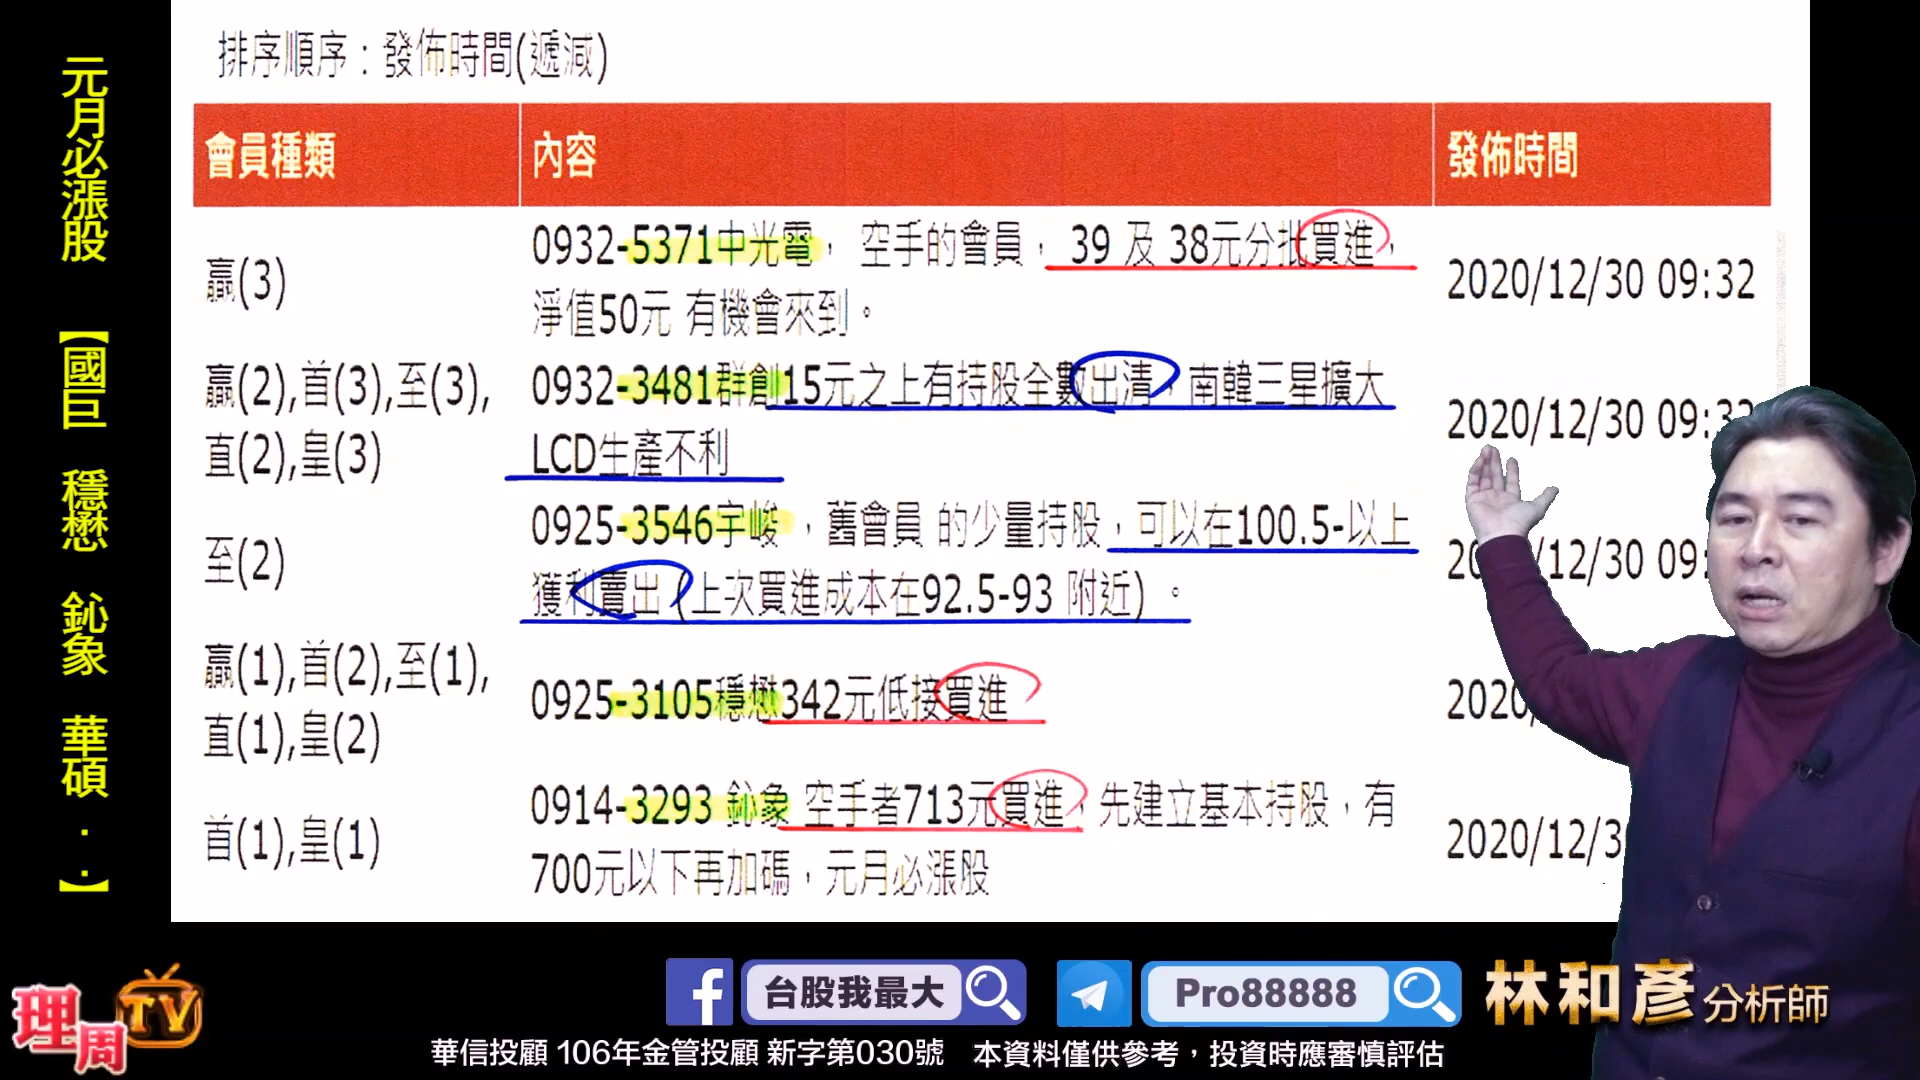 元月必漲股【國巨 穩懋 鈊象 華碩..】
排序順序：發佈時間(遞減)
會員種類 內容 發佈時間
贏(3)
0932-5371中光電， 空手的會員， 39 及 38元分批買進，
淨值50元 有機會來到。
2020/12/30 09:32
贏(2),首(3),至(3),
直(2),皇(3)
0932-3481群創15元之上有持股全數出清，南韓三星擴大
LCD生產不利
2020/12/30 09:32
至(2)
0925-3546宇峻 ，舊會員 的少量持股，可以在100.5-以上
獲利賣出 (上次買進成本在92.5-93 附近) 。
/12/30 09:
贏(1),首(2),至(1),
直(1),皇(2)
0925-3105穩懋342元低接買進
2020
首(1),皇(1)
0914-3293 鈊象 空手者713元買進，先建立基本持股，有
700元以下再加碼，元月必漲股
2020/12/3
理周TV
台股我最大
Pro88888
林和彥分析師
華信投顧 106年金管投顧 新字第030號 本資料僅供參考，投資時應審慎評估